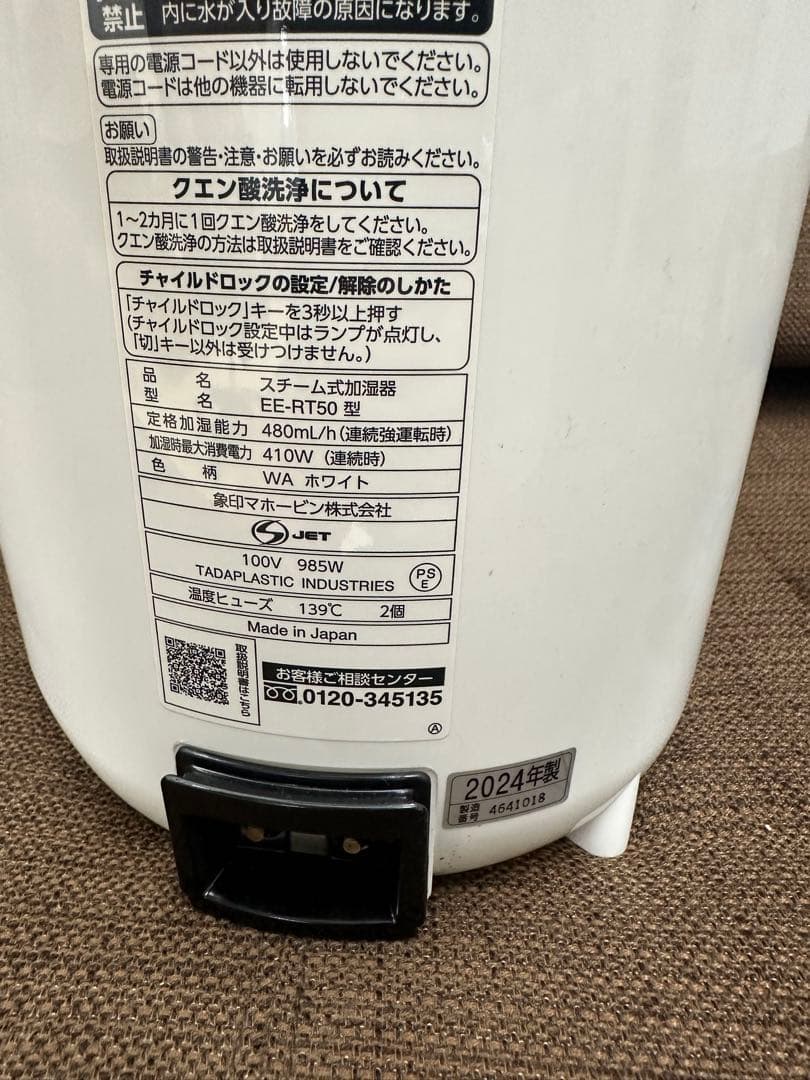 禁止 内に水が入り故障の原因になります。
専用の電源コード以外は使用しないでください。
電源コードは他の機器に転用しないでください。
お願い
取扱説明書の警告・注意・お願いを必ずお読みください。
クエン酸洗浄について
1〜2カ月に1回クエン酸洗浄をしてください。
クエン酸洗浄の方法は取扱説明書をご確認ください。
チャイルドロックの設定/解除のしかた
「チャイルドロック」キーを3秒以上押す
(チャイルドロック設定中はランプが点灯し、
「切」キー以外は受けつけません。)
品名 スチーム式加湿器
型名 EE-RT50 型
定格加湿能力 480mL/h(連続強運転時)
加湿時最大消費電力 410W (連続時)
色柄 WA ホワイト
象印マホービン株式会社
S JET
100V 985W
TADAPLASTIC INDUSTRIES
PS
E
温度ヒューズ 139℃ 2個
Made in Japan
取扱説明書はこちら
お客様ご相談センター
0120-345135
Ⓐ
2024年製
製造番号 4641018